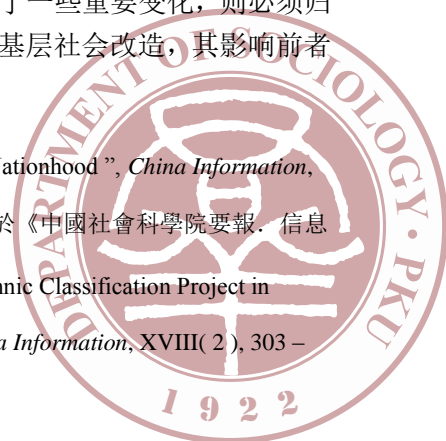 了一些重要变化，则必须归
基层社会改造，其影响前者
Nationhood ”, China Information,
於《中國社會科學院要報．信息
hnic Classification Project in
a Information, XVIII( 2 ), 303 –
DEPARTMENT OF SOCIOLOGY · PKU
1922